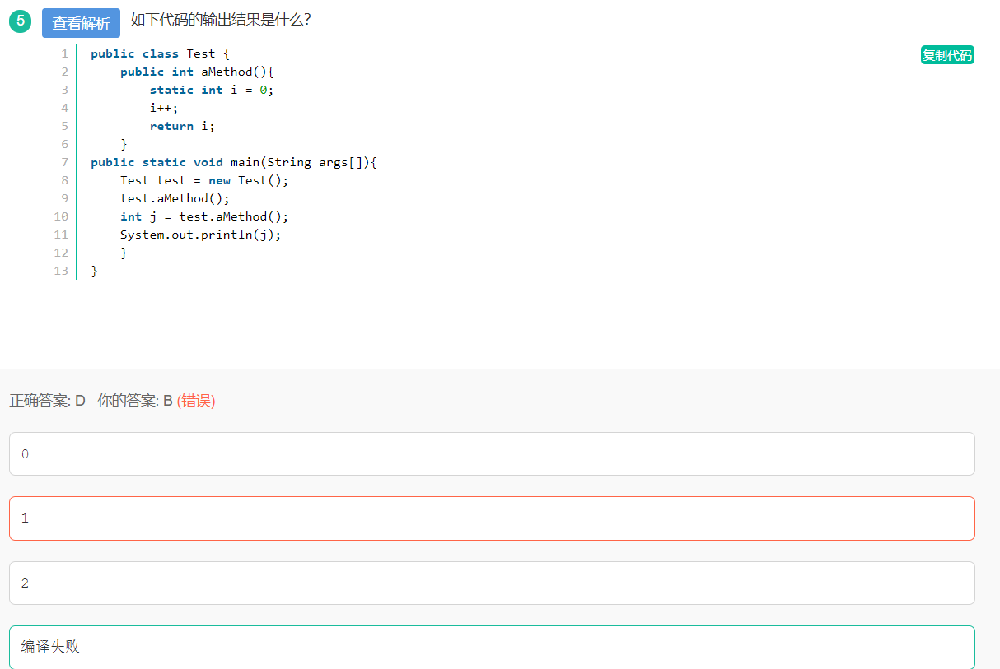 5 查看解析 如下代码的输出结果是什么?
复制代码
1 public class Test {
2     public int aMethod(){
3         static int i = 0;
4         i++;
5         return i;
6     }
7 public static void main(String args[]){
8     Test test = new Test();
9     test.aMethod();
10     int j = test.aMethod();
11     System.out.println(j);
12     }
13 }
正确答案: D 你的答案: B (错误)
0
1
2
编译失败